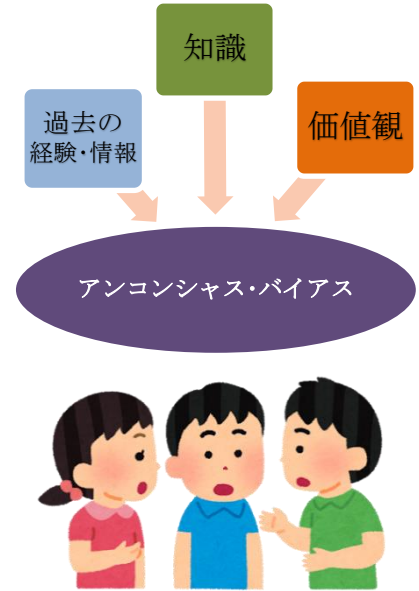 知識
過去の
経験・情報
価値観
アンコンシャス・バイアス